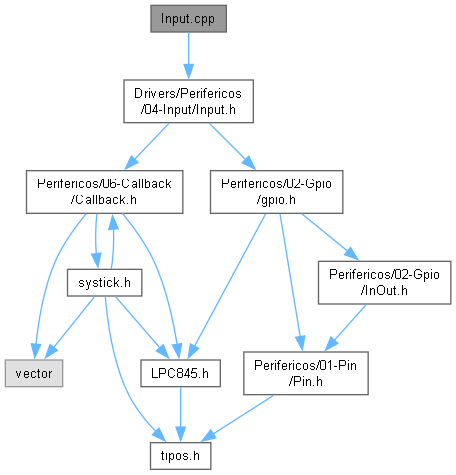 Input.cpp
Drivers/Perifericos
/04-Input/Input.h
Perifericos/06-Callback
/Callback.h
Perifericos/02-Gpio
/gpio.h
systick.h
Perifericos/02-Gpio
/InOut.h
vector
LPC845.h
Perifericos/01-Pin
/Pin.h
tipos.h